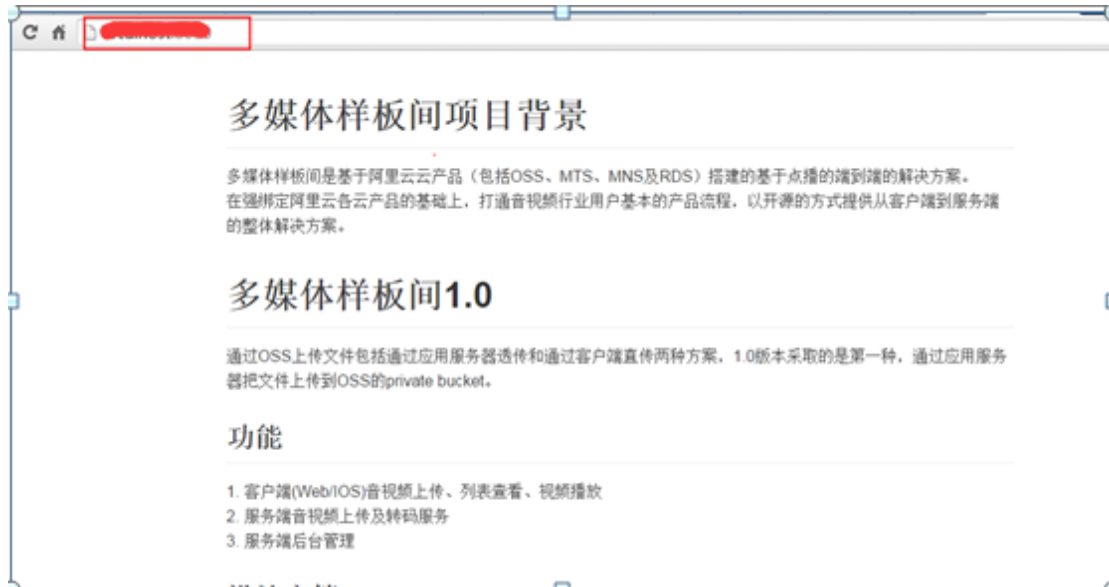 多媒体样板间项目背景
多媒体样板间是基于阿里云云产品（包括OSS、MTS、MNS及RDS）搭建的基于点播的端到端的解决方案。
在强绑定阿里云各云产品的基础上，打通音视频行业用户基本的产品流程，以开源的方式提供从客户端到服务端
的整体解决方案。
多媒体样板间1.0
通过OSS上传文件包括通过应用服务器透传和通过客户端直传两种方案，1.0版本采取的是第一种，通过应用服务
器把文件上传到OSS的private bucket。
功能
1. 客户端(Web/IOS)音视频上传、列表查看、视频播放
2. 服务端音视频上传及转码服务
3. 服务端后台管理